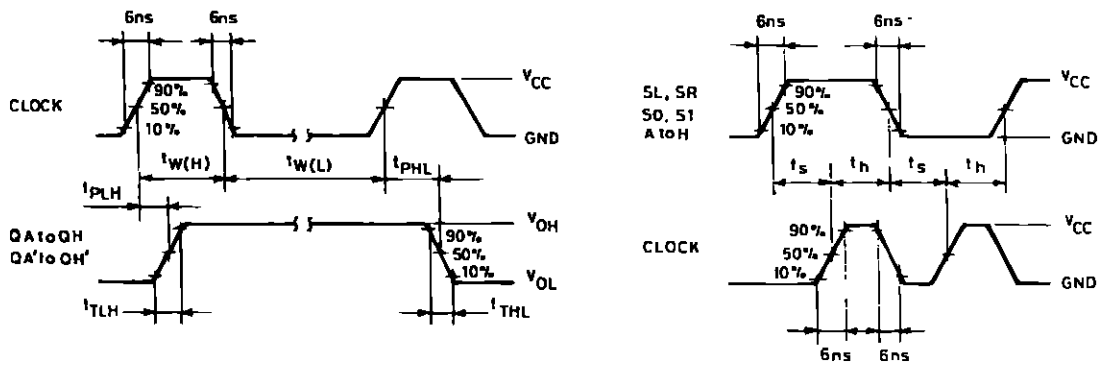 6ns 6ns
CLOCK
90%
50%
10%
VCC
GND
tW(H) tW(L) tPHL
tPLH
QA to QH
QA' to QH'
VOH
90%
50%
10%
VOL
tTLH tTHL
6ns 6ns
SL, SR
S0, S1
A to H
90%
50%
10%
VCC
GND
ts th ts th
CLOCK
90%
50%
10%
VCC
GND
6ns 6ns